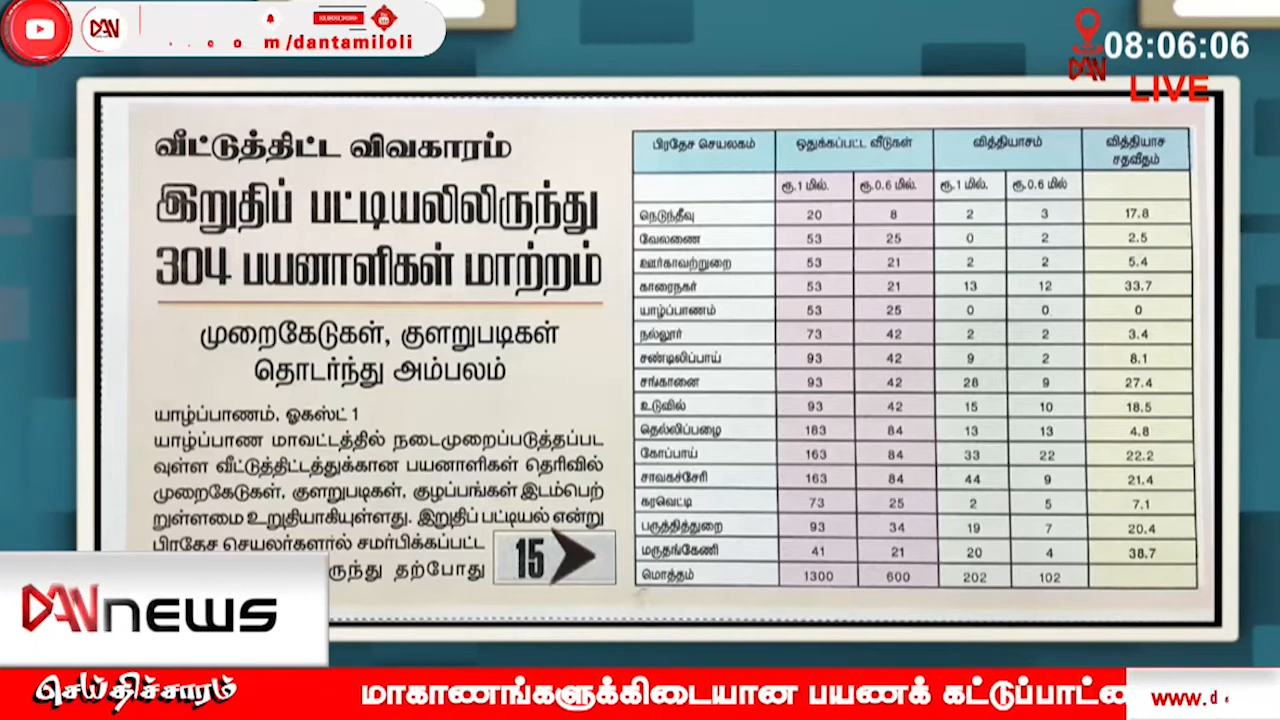 DAN
SUBSCRIBE
m/dantamiloli
08:06:06
DAN
LIVE
வீட்டுத்திட்ட விவகாரம்
இறுதிப் பட்டியலிலிருந்து
304 பயனாளிகள் மாற்றம்
முறைகேடுகள், குளறுபடிகள்
தொடர்ந்து அம்பலம்
யாழ்ப்பாணம், ஓகஸ்ட் 1
யாழ்ப்பாண மாவட்டத்தில் நடைமுறைப்படுத்தப்பட
வுள்ள வீட்டுத்திட்டத்துக்கான பயனாளிகள் தெரிவில்
முறைகேடுகள், குளறுபடிகள், குழப்பங்கள் இடம்பெற்
றுள்ளமை உறுதியாகியுள்ளது. இறுதிப் பட்டியல் என்று
பிரதேச செயலர்களால் சமர்பிக்கப்பட்ட
ருந்து தற்போது
15
பிரதேச செயலகம் ஒதுக்கப்பட்ட வீடுகள் வித்தியாசம் வித்தியாச சதவீதம்
ரூ.1 மில். ரூ.0.6 மில். ரூ.1 மில். ரூ.0.6 மில்
நெடுந்தீவு 20 8 2 3 17.8
வேலணை 53 25 0 2 2.5
ஊர்காவற்றுறை 53 21 2 2 5.4
காரைநகர் 53 21 13 12 33.7
யாழ்ப்பாணம் 53 25 0 0 0
நல்லூர் 73 42 2 2 3.4
சண்டிலிப்பாய் 93 42 9 2 8.1
சங்கானை 93 42 28 9 27.4
உடுவில் 93 42 15 10 18.5
தெல்லிப்பழை 183 84 13 13 4.8
கோப்பாய் 163 84 33 22 22.2
சாவகச்சேரி 163 84 44 9 21.4
கரவெட்டி 73 25 2 5 7.1
பருத்தித்துறை 93 34 19 7 20.4
மருதங்கேணி 41 21 20 4 38.7
மொத்தம் 1300 600 202 102
DAN news
செய்திச்சாரம்
மாகாணங்களுக்கிடையான பயணக் கட்டுப்பாட்டை
www.d